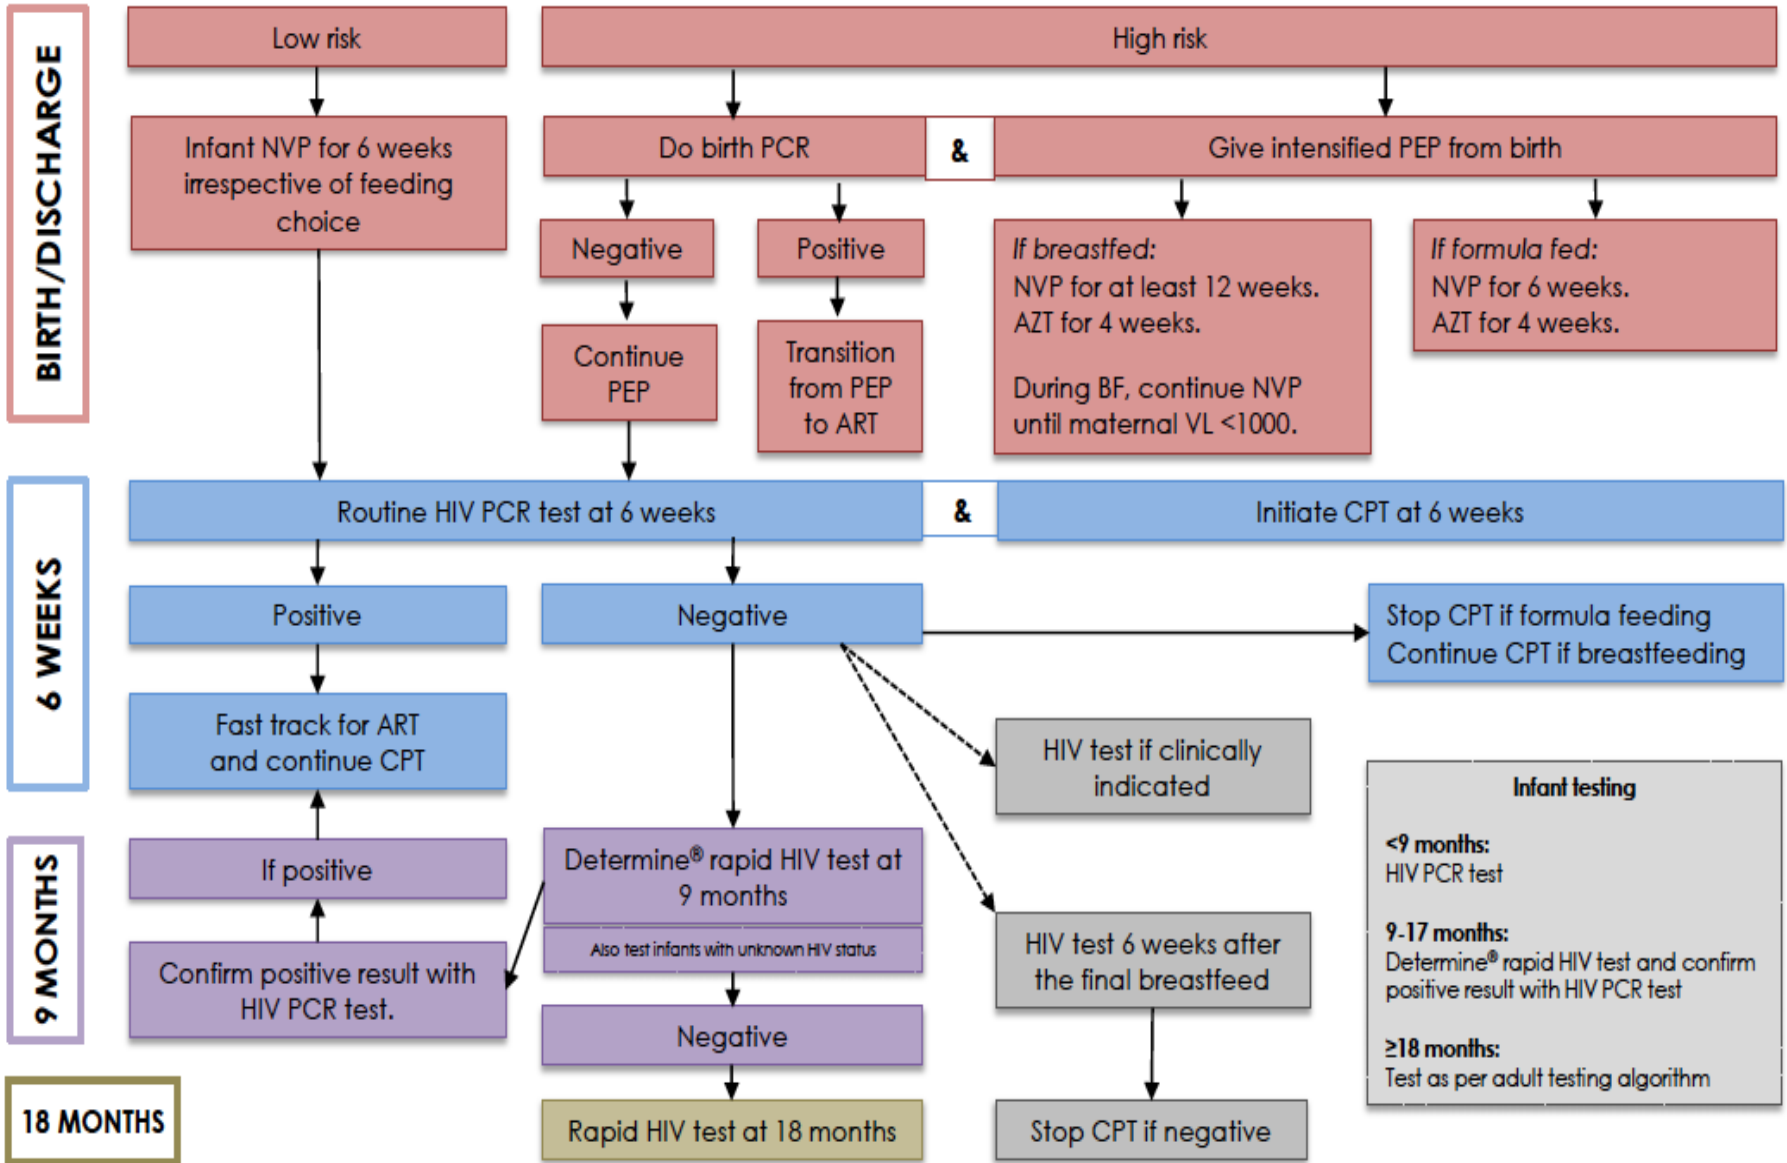 BIRTH/DISCHARGE
Low risk
High risk
Infant NVP for 6 weeks
irrespective of feeding
choice
Do birth PCR
&
Give intensified PEP from birth
Negative
Positive
If breastfed:
NVP for at least 12 weeks.
AZT for 4 weeks.
During BF, continue NVP
until maternal VL <1000.
If formula fed:
NVP for 6 weeks.
AZT for 4 weeks.
Continue
PEP
Transition
from PEP
to ART
6 WEEKS
Routine HIV PCR test at 6 weeks
&
Initiate CPT at 6 weeks
Positive
Negative
Stop CPT if formula feeding
Continue CPT if breastfeeding
Fast track for ART
and continue CPT
HIV test if clinically
indicated
9 MONTHS
If positive
Determine® rapid HIV test at
9 months
Also test infants with unknown HIV status
Confirm positive result with
HIV PCR test.
Negative
HIV test 6 weeks after
the final breastfeed
Infant testing
<9 months:
HIV PCR test
9-17 months:
Determine® rapid HIV test and confirm
positive result with HIV PCR test
≥18 months:
Test as per adult testing algorithm
18 MONTHS
Rapid HIV test at 18 months
Stop CPT if negative